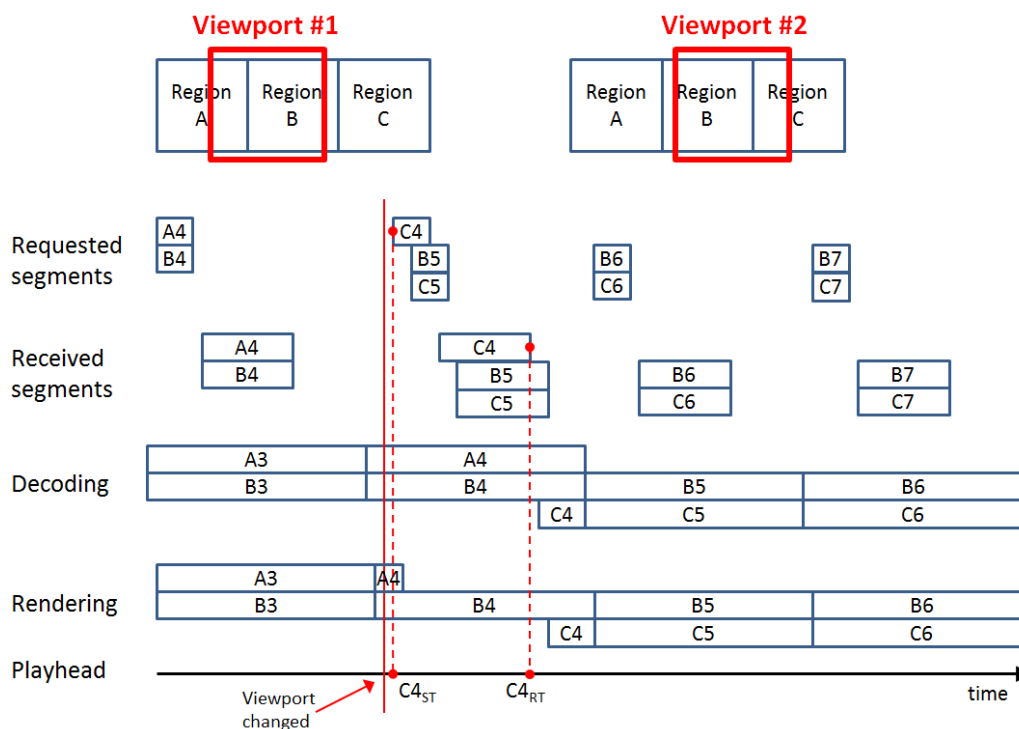 Viewport #1
Viewport #2
Region
A
Region
B
Region
C
Region
A
Region
B
Region
C
Requested
segments
A4
B4
C4
B5
C5
B6
C6
B7
C7
Received
segments
A4
B4
C4
B5
C5
B6
C6
B7
C7
Decoding
A3
A4
B3
B4
B5
B6
C4
C5
C6
Rendering
A3
A4
B3
B4
B5
B6
C4
C5
C6
Playhead
Viewport
changed
C4ST
C4RT
time